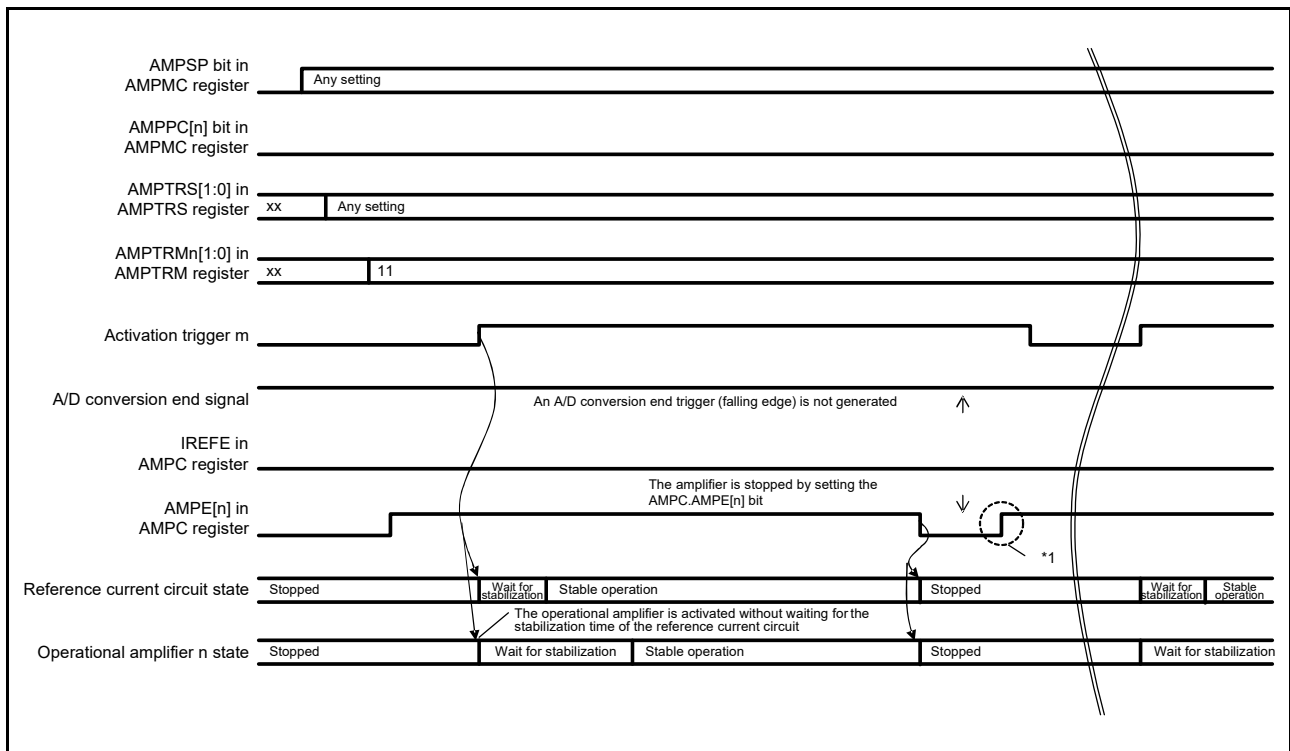 AMPSP bit in
AMPMC register
Any setting
AMPPC[n] bit in
AMPMC register
AMPTRS[1:0] in
AMPTRS register
xx
Any setting
AMPTRMn[1:0] in
AMPTRM register
xx
11
Activation trigger m
A/D conversion end signal
An A/D conversion end trigger (falling edge) is not generated
IREFE in
AMPC register
The amplifier is stopped by setting the
AMPC.AMPE[n] bit
AMPE[n] in
AMPC register
*1
Reference current circuit state
Stopped
Wait for
stabilization
Stable operation
Stopped
Wait for
stabilization
Stable
operation
The operational amplifier is activated without waiting for the
stabilization time of the reference current circuit
Operational amplifier n state
Stopped
Wait for stabilization
Stable operation
Stopped
Wait for stabilization